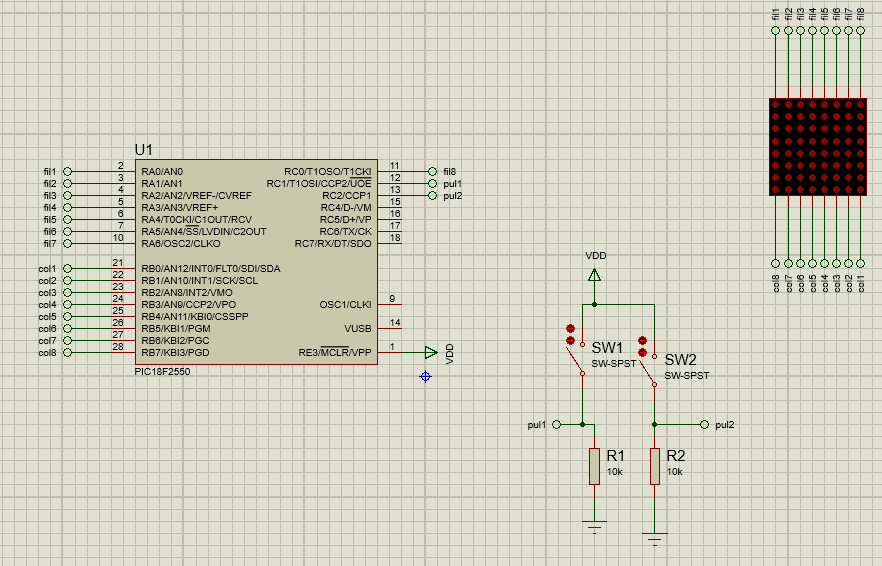 fil1 fil2 fil3 fil4 fil5 fil6 fil7 fil8
U1
fil1 2 RA0/AN0 RC0/T1OSO/T1CKI 11 fil8
fil2 3 RA1/AN1 RC1/T1OSI/CCP2/UOE 12 pul1
fil3 4 RA2/AN2/VREF-/CVREF RC2/CCP1 13 pul2
fil4 5 RA3/AN3/VREF+ RC4/D-/VM 15
fil5 6 RA4/T0CKI/C1OUT/RCV RC5/D+/VP 16
fil6 7 RA5/AN4/SS/LVDIN/C2OUT RC6/TX/CK 17
fil7 10 RA6/OSC2/CLKO RC7/RX/DT/SDO 18
col1 21 RB0/AN12/INT0/FLT0/SDI/SDA
col2 22 RB1/AN10/INT1/SCK/SCL
col3 23 RB2/AN8/INT2/VMO
col4 24 RB3/AN9/CCP2/VPO OSC1/CLKI 9
col5 25 RB4/AN11/KBI0/CSSPP
col6 26 RB5/KBI1/PGM VUSB 14
col7 27 RB6/KBI2/PGC
col8 28 RB7/KBI3/PGD RE3/MCLR/VPP 1 VDD
PIC18F2550
col8 col7 col6 col5 col4 col3 col2 col1
VDD
SW1
SW-SPST
SW2
SW-SPST
pul1
pul2
R1
10k
R2
10k